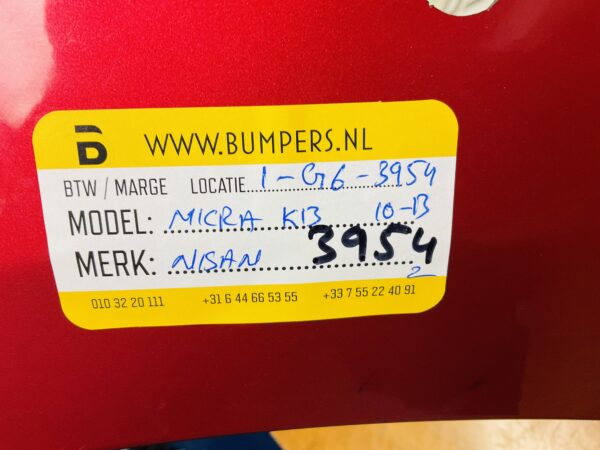 WWW.BUMPERS.NL
BTW / MARGE LOCATIE 1-G6-3954
MODEL: MICRA K13 10-13
MERK: NISAN 3954
2
010 32 20 111 +31 6 44 66 53 55 +33 7 55 22 40 91